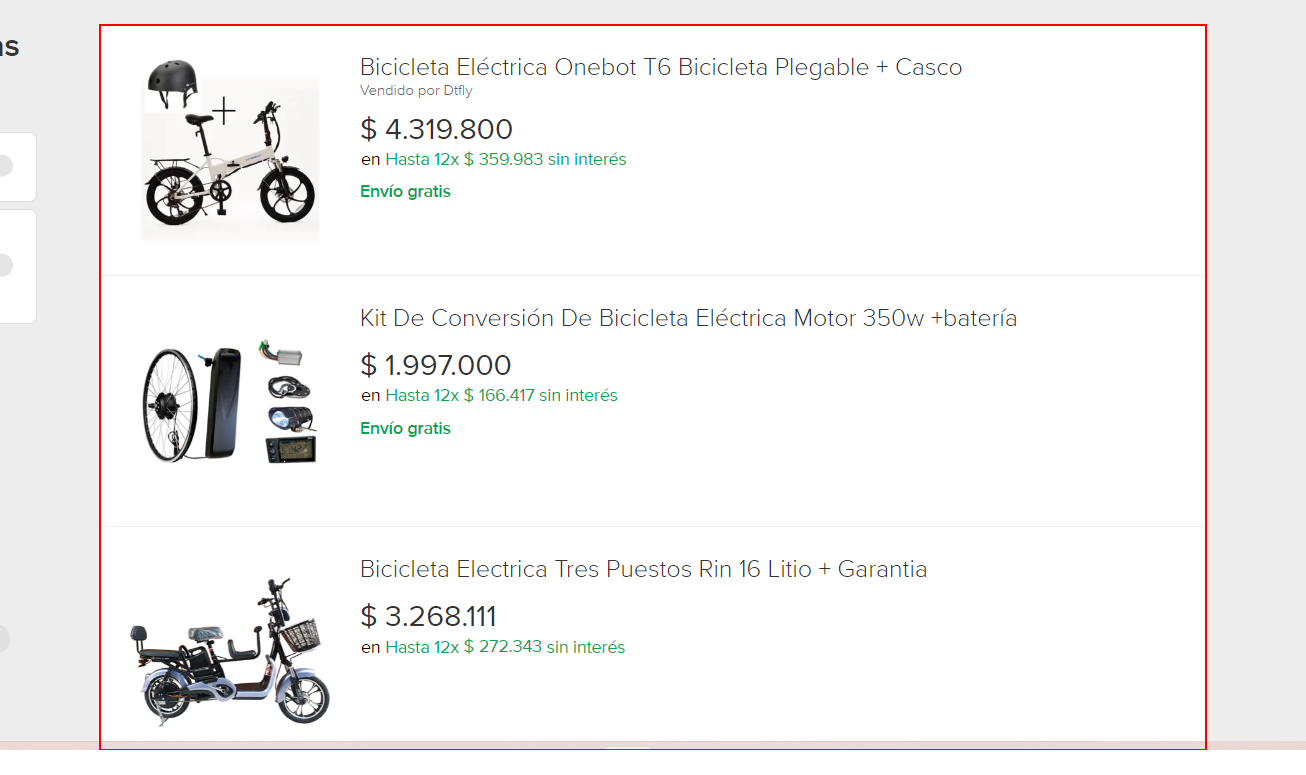 Bicicleta Eléctrica Onebot T6 Bicicleta Plegable + Casco
Vendido por Dtfly
$ 4.319.800
en Hasta 12x $ 359.983 sin interés
Envío gratis
Kit De Conversión De Bicicleta Eléctrica Motor 350w +batería
$ 1.997.000
en Hasta 12x $ 166.417 sin interés
Envío gratis
Bicicleta Electrica Tres Puestos Rin 16 Litio + Garantia
$ 3.268.111
en Hasta 12x $ 272.343 sin interés